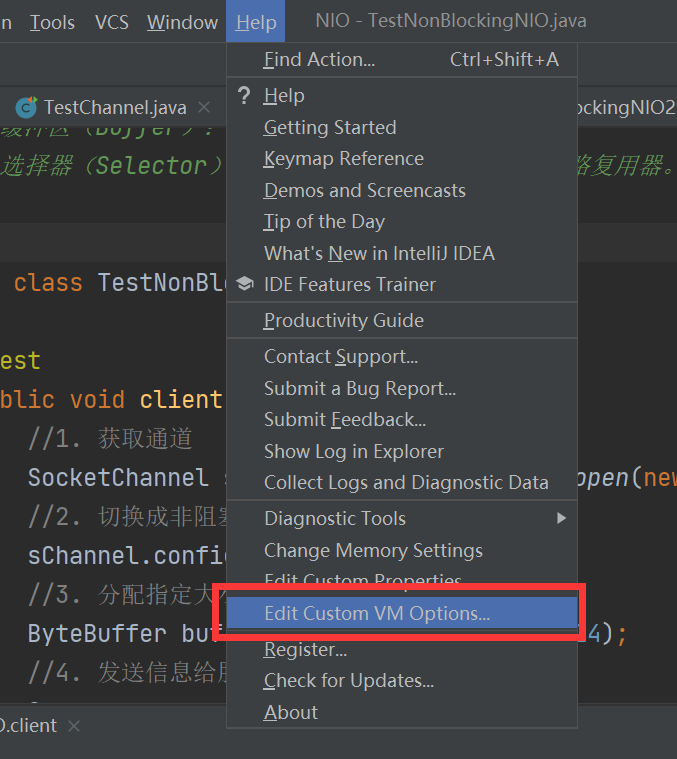 Tools VCS Window Help NIO - TestNonBlockingNIO.java
Find Action... Ctrl+Shift+A
TestChannel.java
? Help
ockingNIO2
Getting Started
选择器（Selector）
Keymap Reference
路复用器。
Demos and Screencasts
Tip of the Day
What's New in IntelliJ IDEA
class TestNonBlo
IDE Features Trainer
Productivity Guide
est
Contact Support...
Submit a Bug Report...
blic void client
Submit Feedback...
//1. 获取通道
Show Log in Explorer
SocketChannel s
Collect Logs and Diagnostic Data
open(new
//2. 切换成非阻塞
Diagnostic Tools
sChannel.config
Change Memory Settings
Edit Custom Properties
//3. 分配指定大小
Edit Custom VM Options...
ByteBuffer buf
4);
Register...
//4. 发送信息给服
Check for Updates...
O.client
About